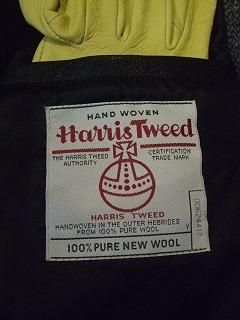 HAND WOVEN
Harris Tweed
THE HARRIS TWEED AUTHORITY
CERTIFICATION TRADE MARK
HARRIS TWEED
HANDWOVEN IN THE OUTER HEBRIDES
FROM 100% PURE WOOL
V
100% PURE NEW WOOL